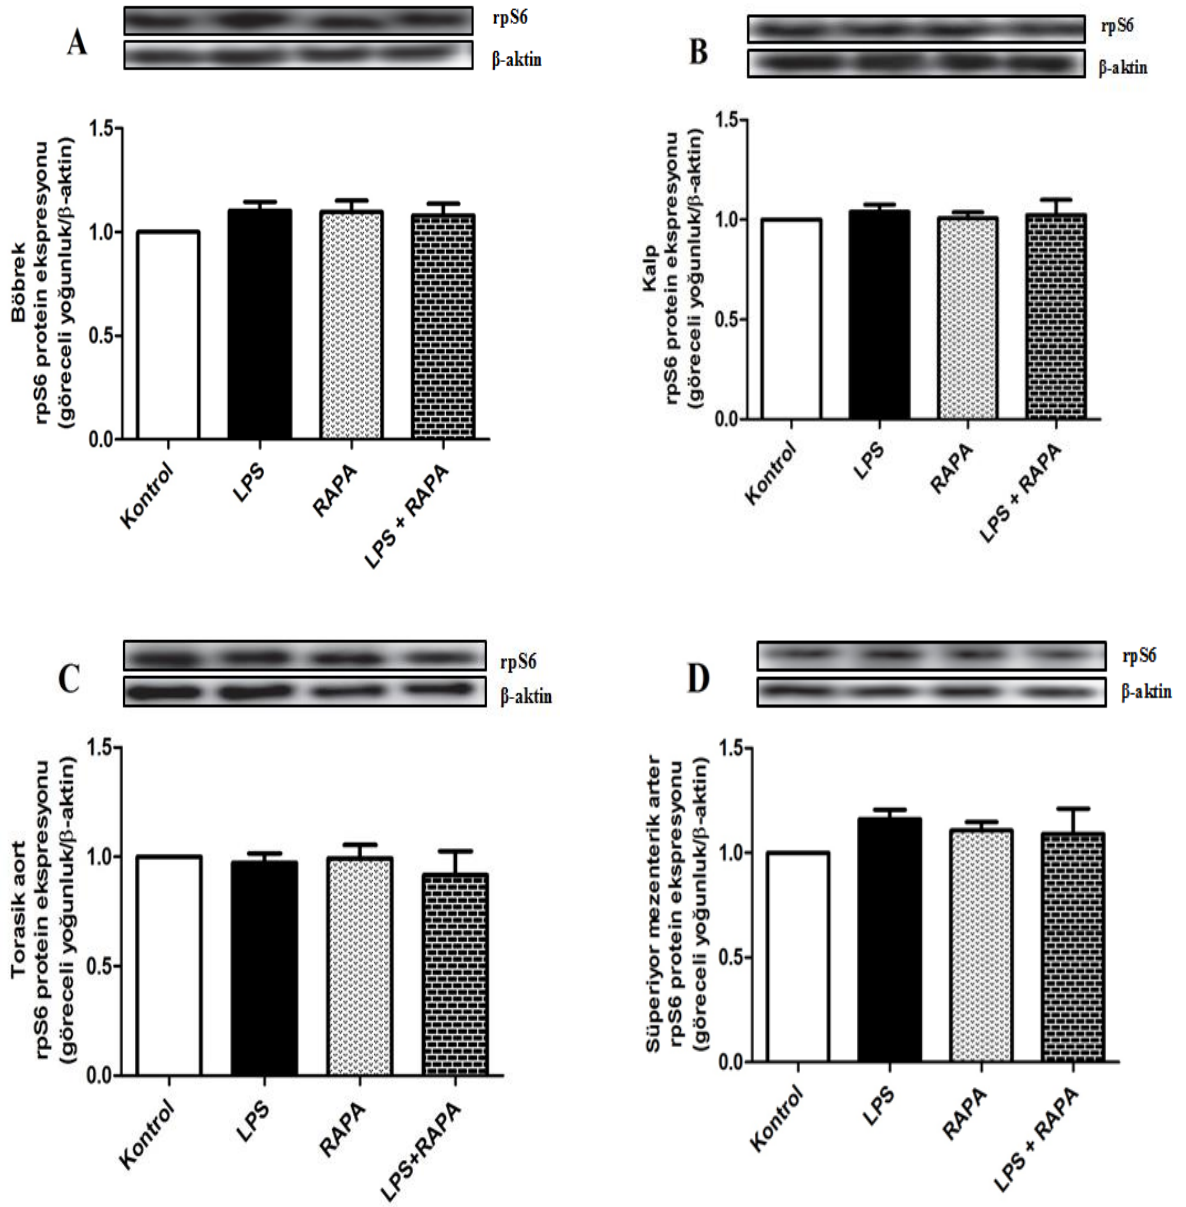 A
rpS6
β-aktin
Böbrek
rpS6 protein ekspresyonu
(göreceli yoğunluk/β-aktin)
1.5
1.0
0.5
0.0
Kontrol
LPS
RAPA
LPS + RAPA
B
rpS6
β-aktin
Kalp
rpS6 protein ekspresyonu
(göreceli yoğunluk/β-aktin)
1.5
1.0
0.5
0.0
Kontrol
LPS
RAPA
LPS + RAPA
C
rpS6
β-aktin
Torasik aort
rpS6 protein ekspresyonu
(göreceli yoğunluk/β-aktin)
1.5
1.0
0.5
0.0
Kontrol
LPS
RAPA
LPS+RAPA
D
rpS6
β-aktin
Süperiyor mezenterik arter
rpS6 protein ekspresyonu
(göreceli yoğunluk/β-aktin)
1.5
1.0
0.5
0.0
Kontrol
LPS
RAPA
LPS + RAPA